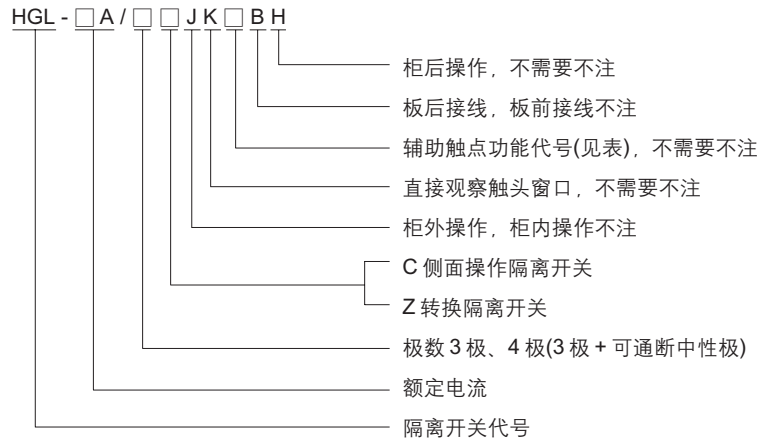 HGL - □ A / □ □ J K □ B H
柜后操作，不需要不注
板后接线，板前接线不注
辅助触点功能代号(见表)，不需要不注
直接观察触头窗口，不需要不注
柜外操作，柜内操作不注
C 侧面操作隔离开关
Z 转换隔离开关
极数 3 极、4 极(3 极 + 可通断中性极)
额定电流
隔离开关代号